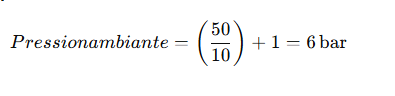 Pressionambiante = (50/10) + 1 = 6 bar